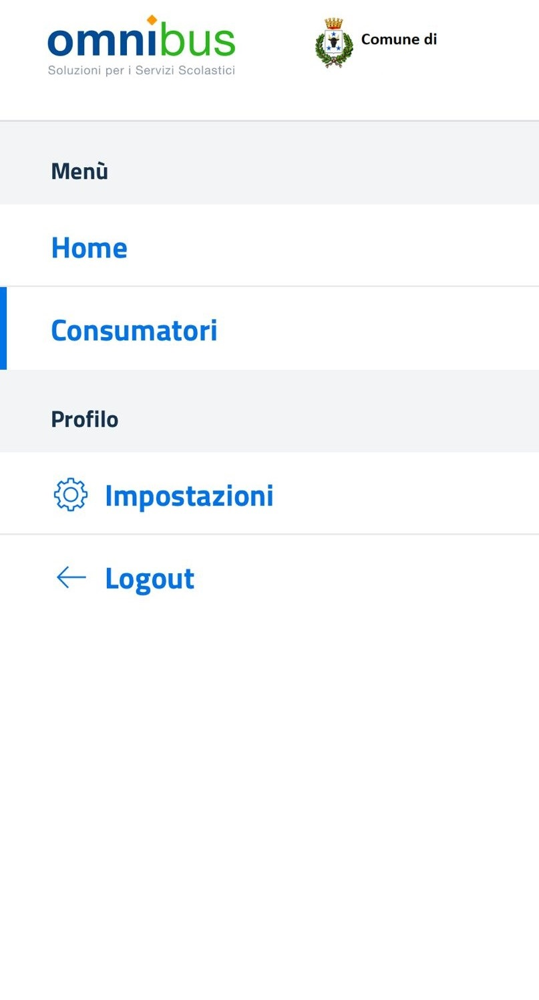 omnibus
Soluzioni per i Servizi Scolastici
Comune di
Menù
Home
Consumatori
Profilo
Impostazioni
Logout